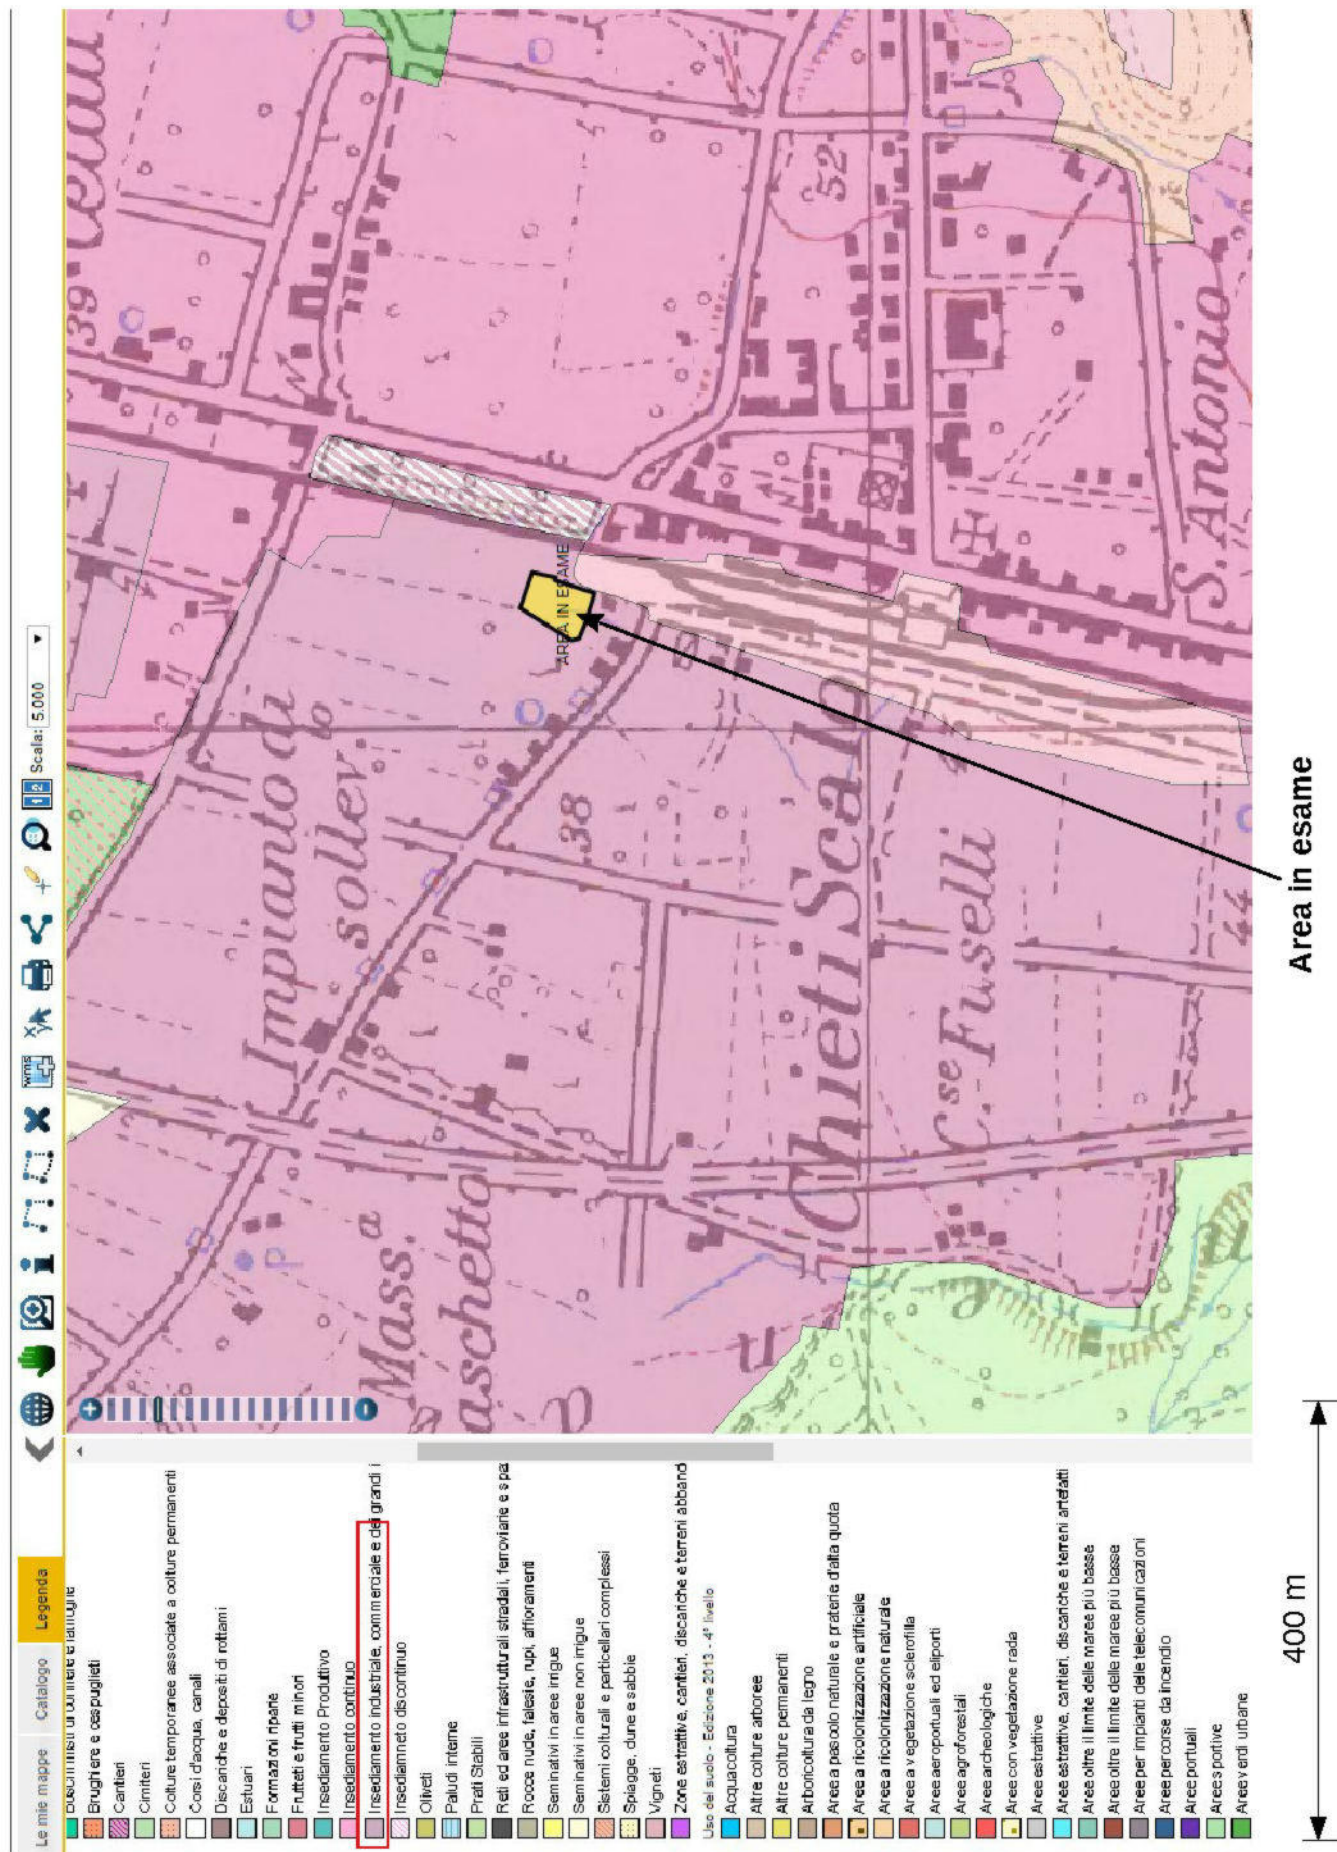 Le mie mappe
Catalogo
Legenda
Scala: 5.000
Brughiere e cespuglieti
Cantieri
Cimiteri
Colture temporanee associate a colture permanenti
Corsi d'acqua, canali
Discariche e depositi di rottami
Estuari
Formazioni riparie
Frutteti e frutti minori
Insediamento Produttivo
Insediamento continuo
Insediamento industriale, commerciale e dei grandi i
Insediamneto discontinuo
Oliveti
Paludi interne
Prati Stabili
Reti ed aree infrastrutturali stradali, ferroviarie e spa
Rocce nude, falesie, rupi, affioramenti
Seminativi in aree irrigue
Seminativi in aree non irrigue
Sistemi colturali e particellari complessi
Spiagge, dune e sabbie
Vigneti
Zone estrattive, cantieri, discariche e terreni abband
Uso del suolo - Edizione 2013 - 4° livello
Acquacoltura
Altre colture arboree
Altre colture permanenti
Arboricoltura da legno
Aree a pascolo naturale e praterie d'alta quota
Aree a ricolonizzazione artificiale
Aree a ricolonizzazione naturale
Aree a vegetazione sclerofilla
Aree aeroportuali ed eliporti
Aree agroforestali
Aree archeologiche
Aree con vegetazione rada
Aree estrattive
Aree estrattive, cantieri, discariche e terreni artefatti
Aree oltre il limite delle maree più basse
Aree oltre il limite delle maree più basse
Aree per impianti delle telecomunicazioni
Aree percorse da incendio
Aree portuali
Aree sportive
Aree verdi urbane
39
Impianto di
sollev
Mass.a
aschetto
38
AREA IN ESAME
52
Chieti Scalo
C.se Fuselli
44
S. Antonio
Area in esame
400 m